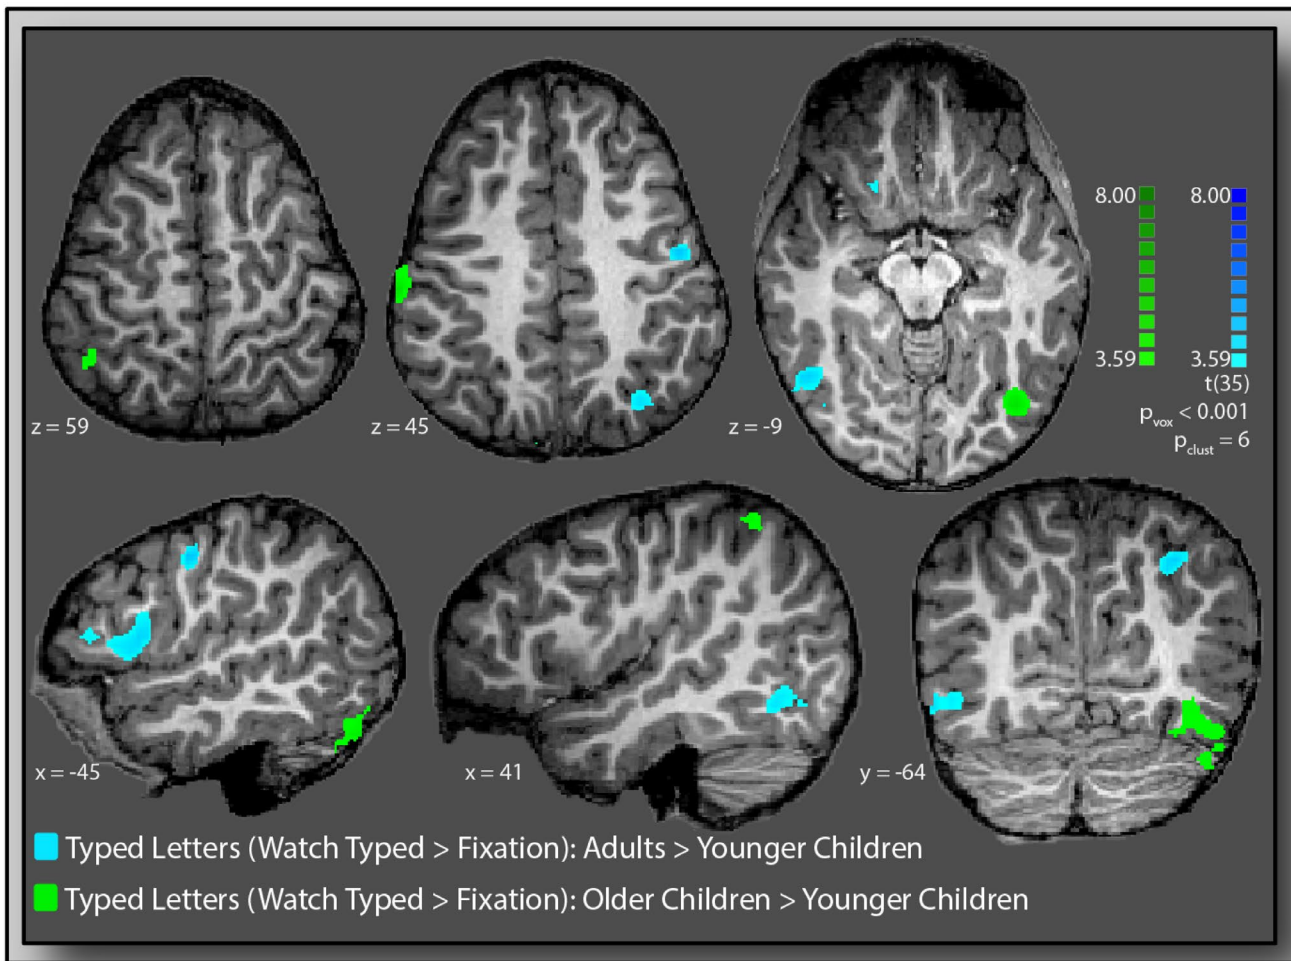 z = 59
z = 45
z = -9
8.00
8.00
3.59
3.59
t(35)
pvox < 0.001
pclust = 6
x = -45
x = 41
y = -64
Typed Letters (Watch Typed > Fixation): Adults > Younger Children
Typed Letters (Watch Typed > Fixation): Older Children > Younger Children